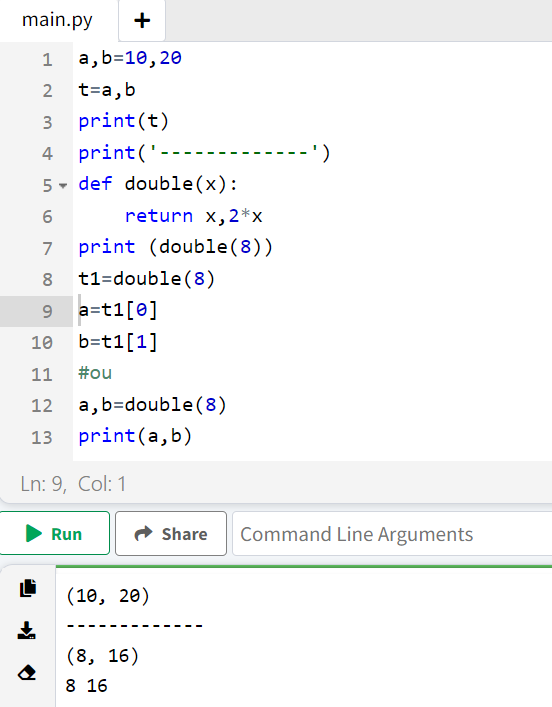 main.py +
1 a,b=10,20
2 t=a,b
3 print(t)
4 print('-------------')
5 def double(x):
6     return x,2*x
7 print (double(8))
8 t1=double(8)
9 a=t1[0]
10 b=t1[1]
11 #ou
12 a,b=double(8)
13 print(a,b)
Ln: 9, Col: 1
Run Share Command Line Arguments
(10, 20)
-------------
(8, 16)
8 16